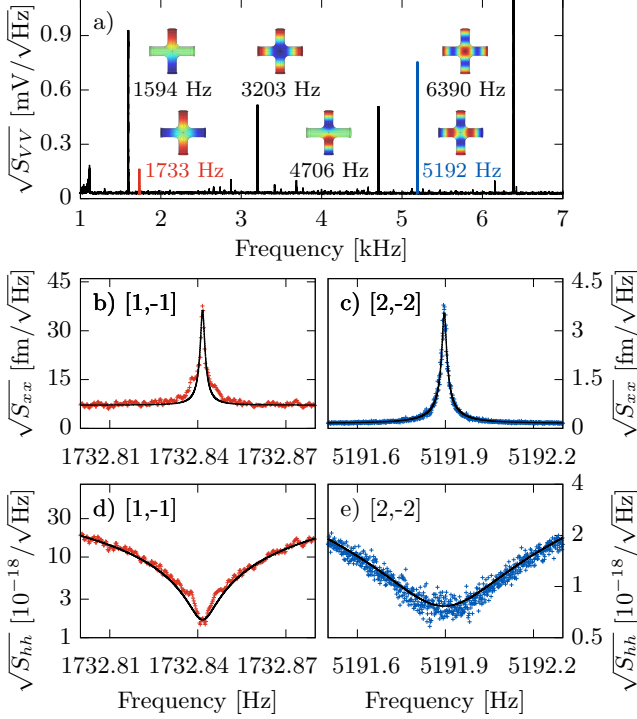 a)
0.9
0.6
0.3
0
√S_VV [mV/√Hz]
1594 Hz 3203 Hz 6390 Hz
1733 Hz 4706 Hz 5192 Hz
1 2 3 4 5 6 7
Frequency [kHz]
b) [1,-1]
45
30
15
0
√S_xx [fm/√Hz]
1732.81 1732.84 1732.87
c) [2,-2]
4.5
3
1.5
0
√S_xx [fm/√Hz]
5191.6 5191.9 5192.2
d) [1,-1]
30
10
3
1
√S_hh [10⁻¹⁸/√Hz]
1732.81 1732.84 1732.87
Frequency [Hz]
e) [2,-2]
4
2
1
0.5
√S_hh [10⁻¹⁸/√Hz]
5191.6 5191.9 5192.2
Frequency [Hz]